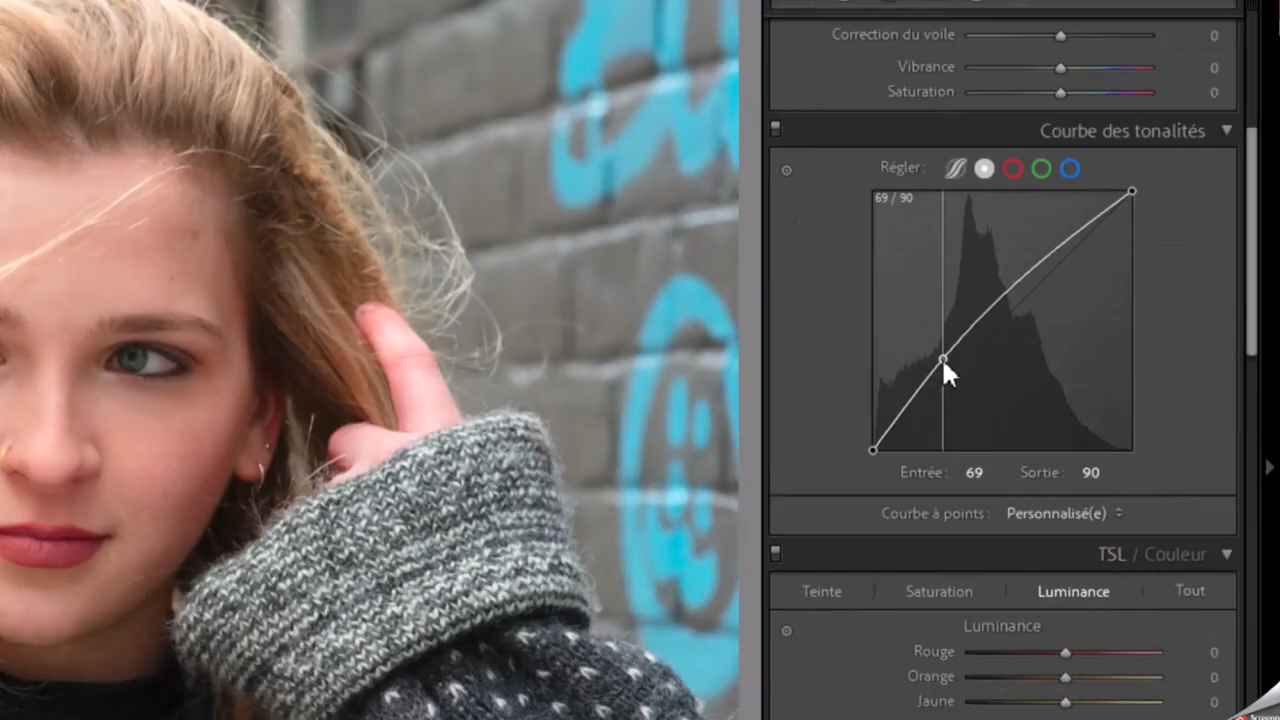 Correction du voile 0
Vibrance 0
Saturation 0
Courbe des tonalités
Régler :
69 / 90
Entrée : 69 Sortie : 90
Courbe à points : Personnalisé(e)
TSL / Couleur
Teinte Saturation Luminance Tout
Luminance
Rouge 0
Orange 0
Jaune 0